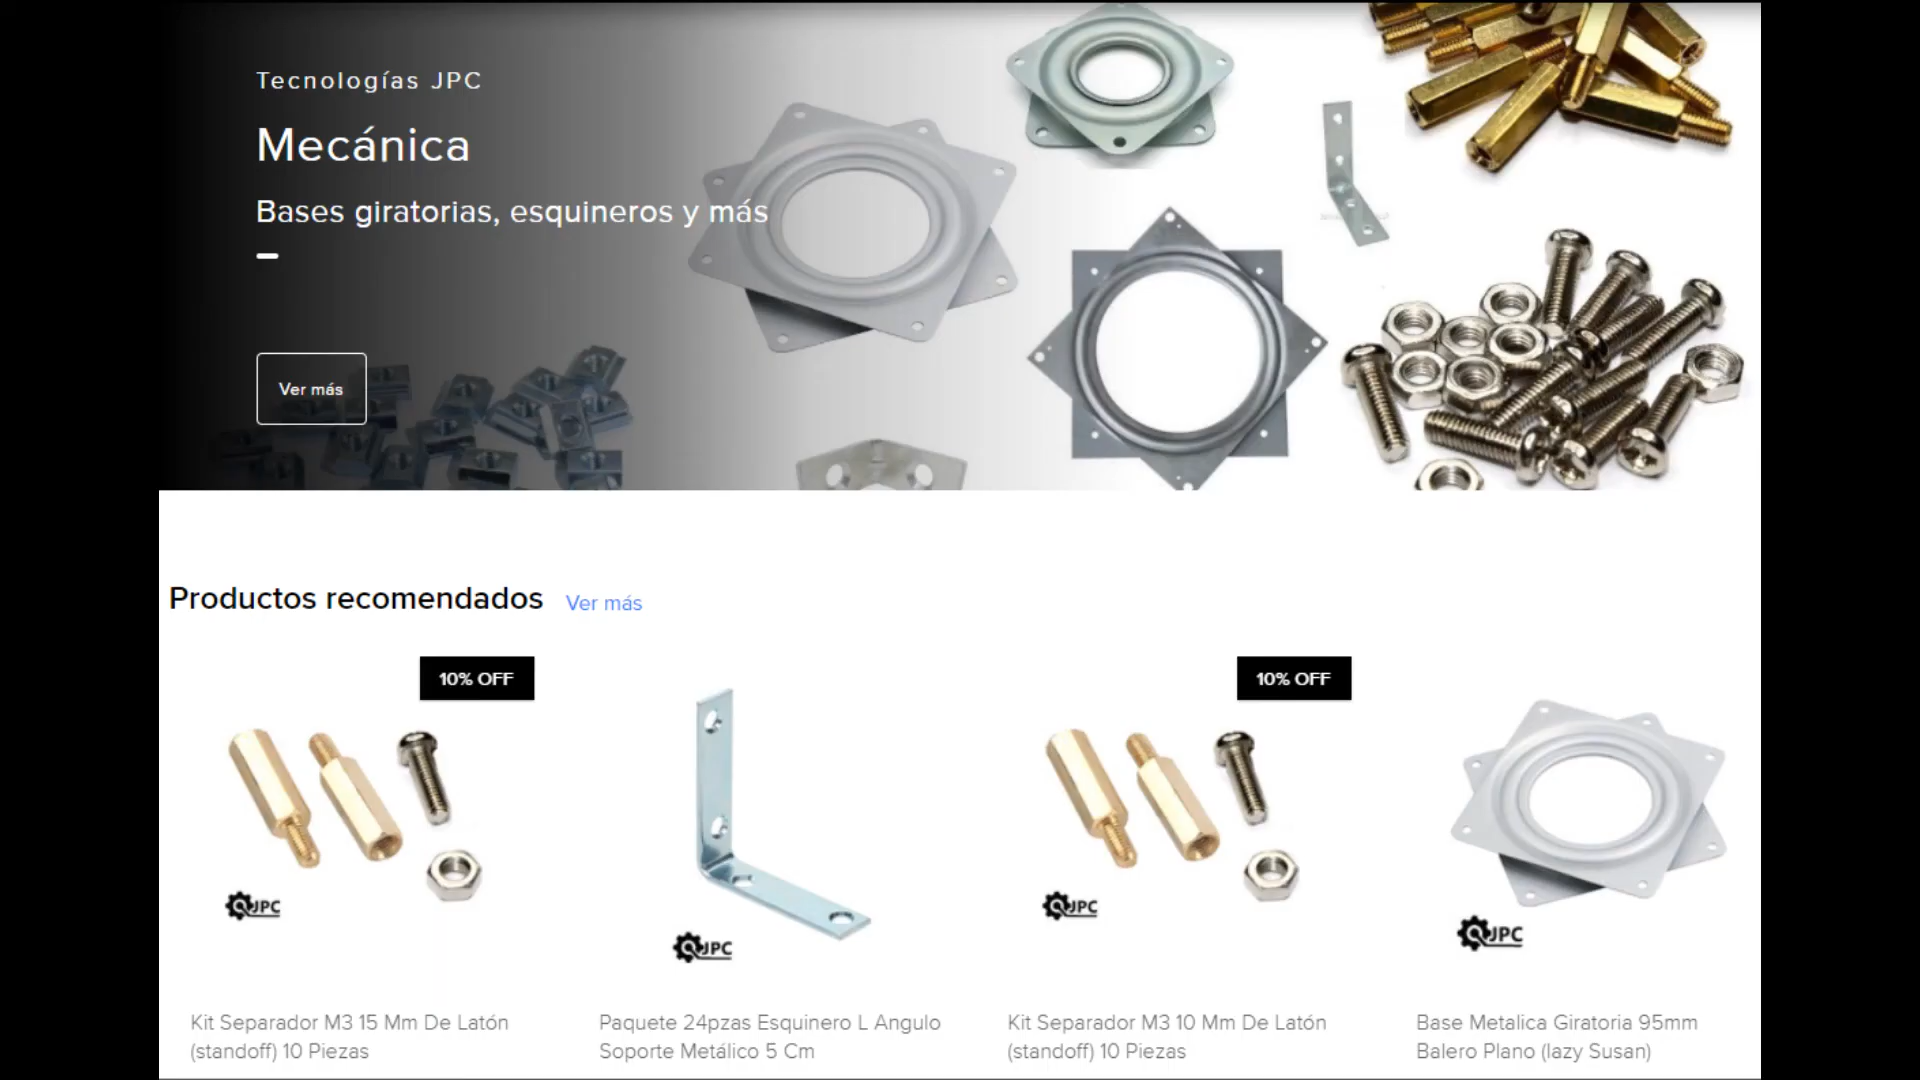 Tecnologías JPC
Mecánica
Bases giratorias, esquineros y más
Ver más
Productos recomendados Ver más
10% OFF
10% OFF
JPC
JPC
JPC
JPC
Kit Separador M3 15 Mm De Latón
(standoff) 10 Piezas
Paquete 24pzas Esquinero L Angulo
Soporte Metálico 5 Cm
Kit Separador M3 10 Mm De Latón
(standoff) 10 Piezas
Base Metalica Giratoria 95mm
Balero Plano (lazy Susan)